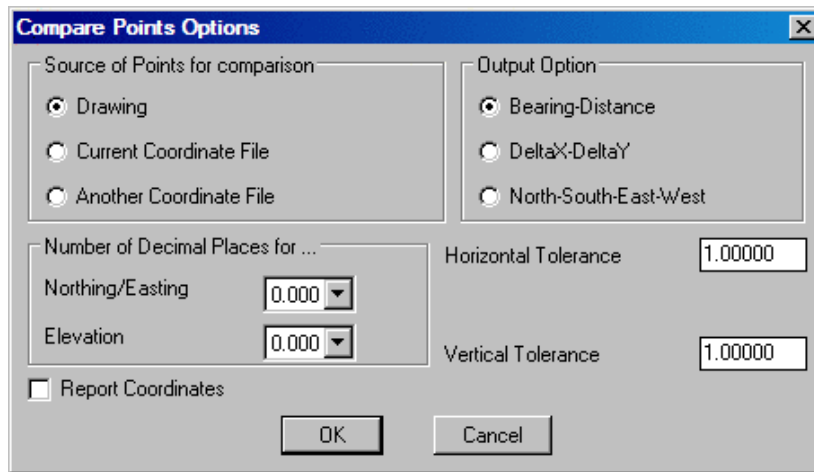 Compare Points Options
Source of Points for comparison
Drawing
Current Coordinate File
Another Coordinate File
Output Option
Bearing-Distance
DeltaX-DeltaY
North-South-East-West
Number of Decimal Places for ...
Northing/Easting 0.000
Elevation 0.000
Horizontal Tolerance 1.00000
Vertical Tolerance 1.00000
Report Coordinates
OK Cancel